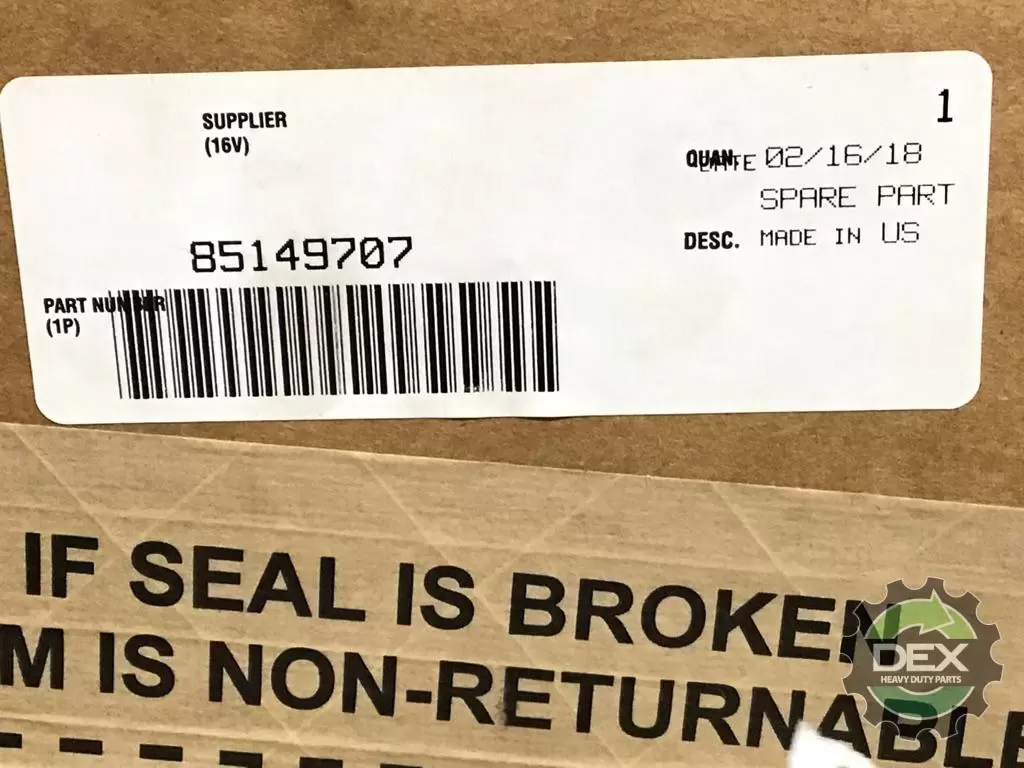 1
SUPPLIER
(16V)
QUAN. DATE 02/16/18
SPARE PART
85149707
DESC. MADE IN US
PART NUMBER
(1P)
IF SEAL IS BROKEN
M IS NON-RETURNABLE
DEX
HEAVY DUTY PARTS